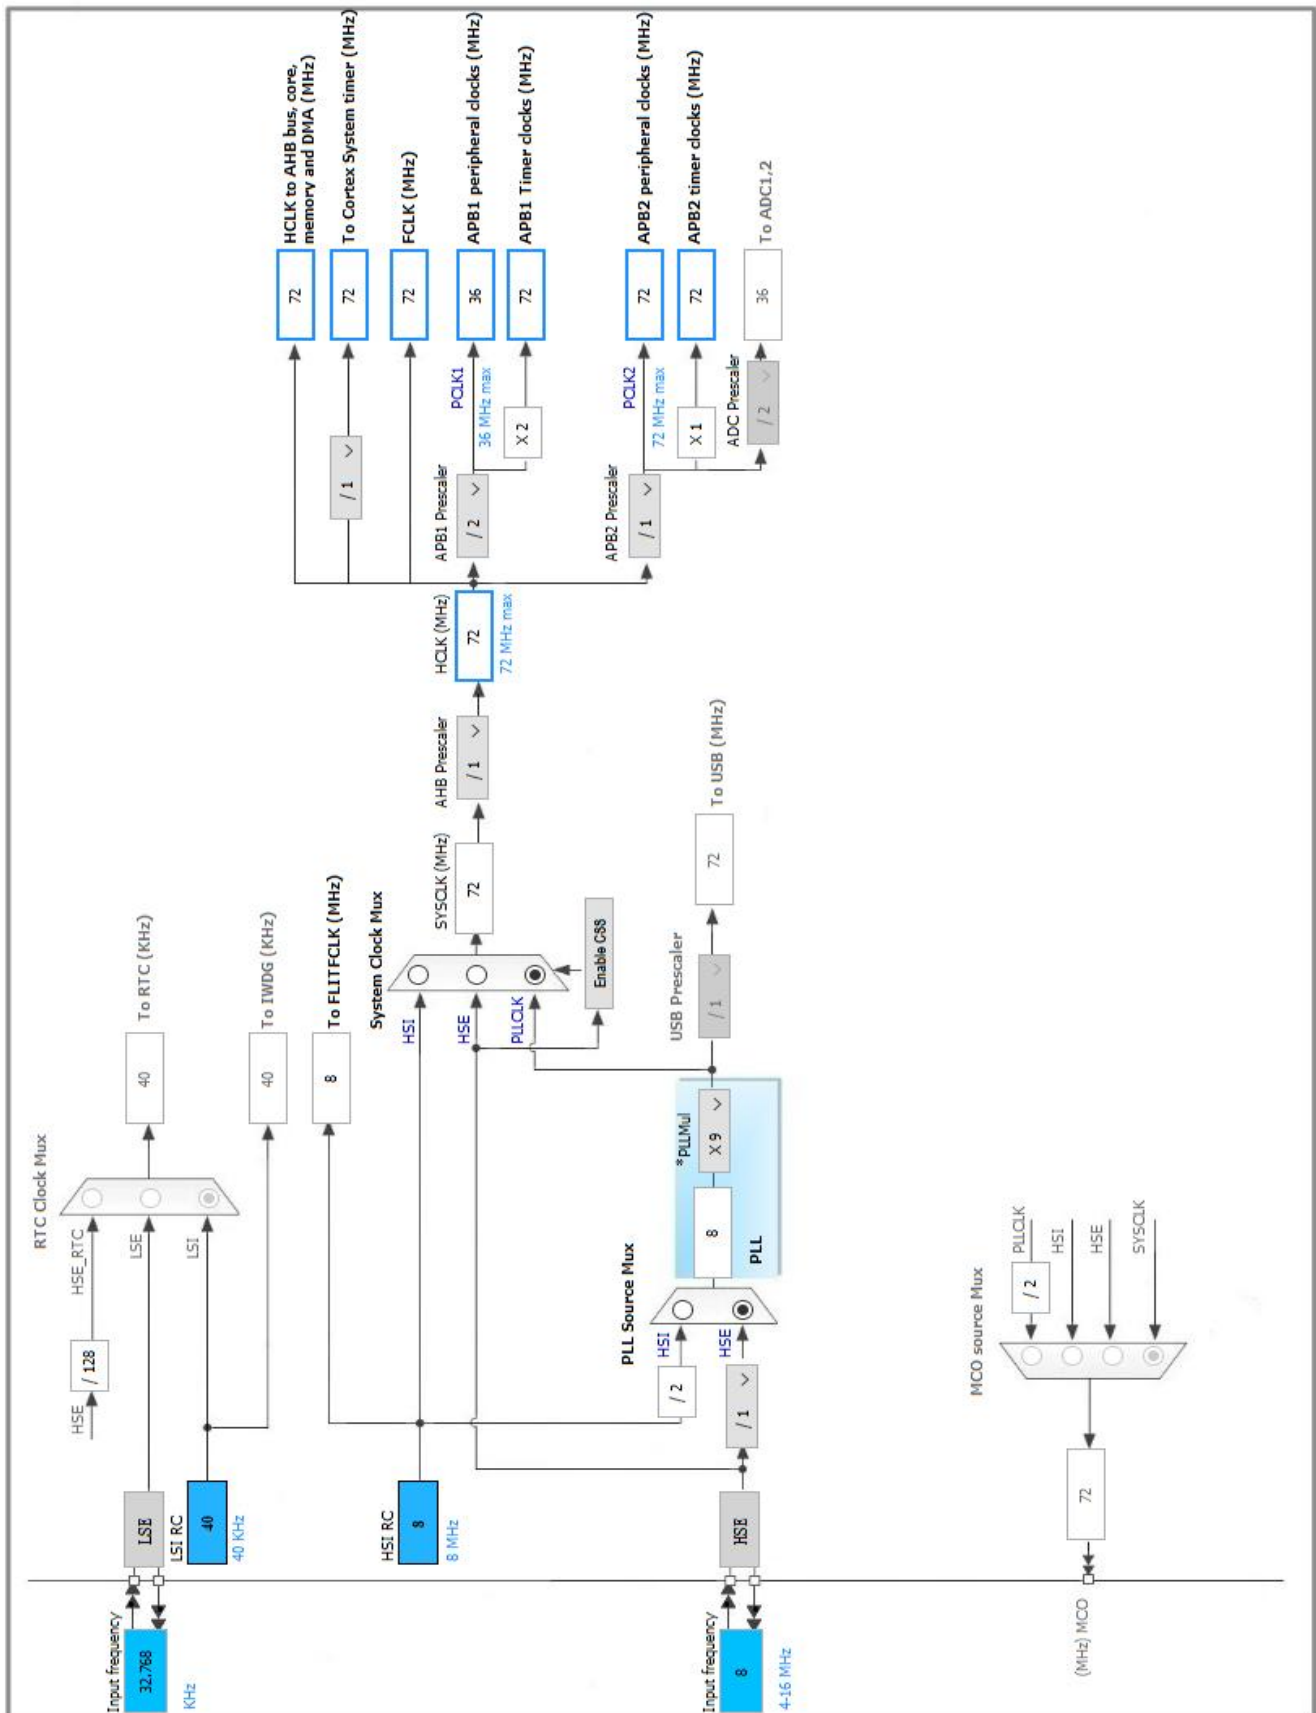 RTC Clock Mux
HSE
/ 128
HSE_RTC
Input frequency
32.768
KHz
LSE
LSE
40
To RTC (KHz)
LSI RC
40
40 KHz
LSI
40
To IWDG (KHz)
8
To FLITFCLK (MHz)
HSI RC
8
8 MHz
System Clock Mux
HSI
HSE
PLLCLK
Enable CSS
SYSCLK (MHz)
72
AHB Prescaler
/ 1
HCLK (MHz)
72
72 MHz max
72
HCLK to AHB bus, core,
memory and DMA (MHz)
/ 1
72
To Cortex System timer (MHz)
72
FCLK (MHz)
APB1 Prescaler
/ 2
PCLK1
36 MHz max
36
APB1 peripheral clocks (MHz)
X 2
72
APB1 Timer clocks (MHz)
APB2 Prescaler
/ 1
PCLK2
72 MHz max
72
APB2 peripheral clocks (MHz)
X 1
72
APB2 timer clocks (MHz)
ADC Prescaler
/ 2
36
To ADC1,2
PLL Source Mux
/ 2
HSI
HSE
Input frequency
8
4-16 MHz
HSE
/ 1
8
*PLLMul
X 9
PLL
USB Prescaler
/ 1
72
To USB (MHz)
MCO source Mux
(MHz) MCO
72
/ 2
PLLCLK
HSI
HSE
SYSCLK